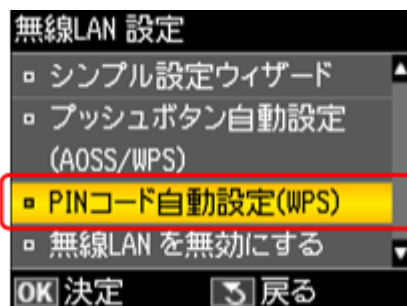 無線LAN 設定
シンプル設定ウィザード
プッシュボタン自動設定
(AOSS/WPS)
PINコード自動設定(WPS)
無線LAN を無効にする
OK 決定 戻る